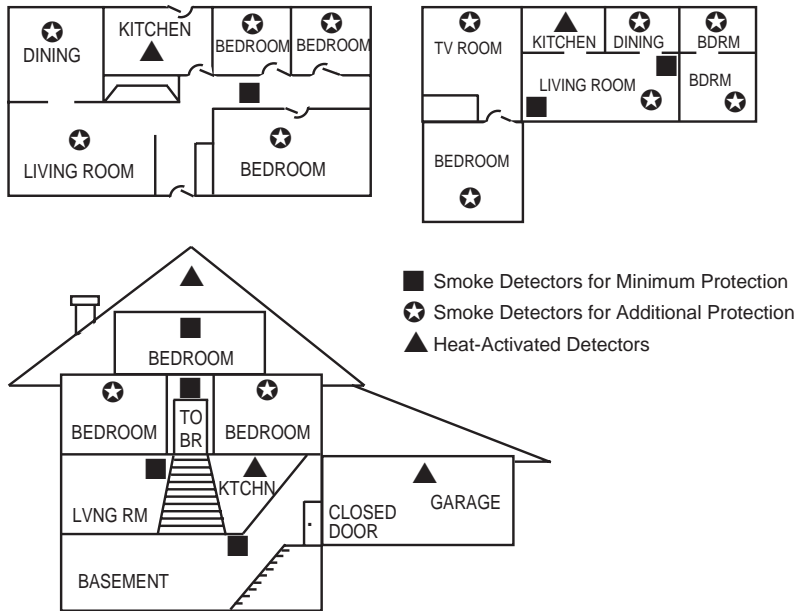 KITCHEN
DINING
BEDROOM
BEDROOM
LIVING ROOM
BEDROOM
TV ROOM
KITCHEN
DINING
BDRM
LIVING ROOM
BDRM
BEDROOM
Smoke Detectors for Minimum Protection
Smoke Detectors for Additional Protection
Heat-Activated Detectors
BEDROOM
BEDROOM
TO
BR
BEDROOM
LVNG RM
KTCHN
CLOSED
DOOR
GARAGE
BASEMENT